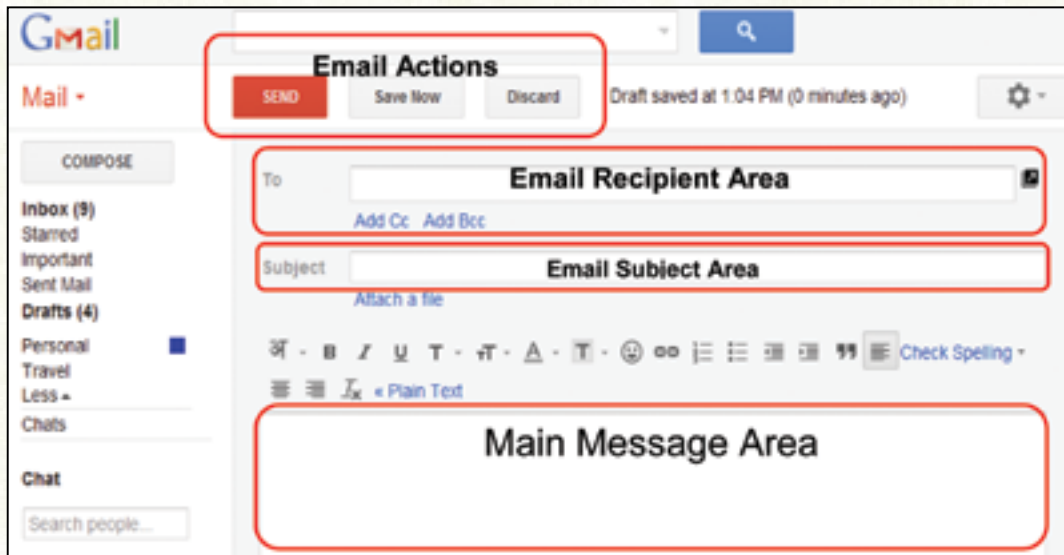 Gmail
Email Actions
Mail
SEND
Save Now
Discard
Draft saved at 1:04 PM (0 minutes ago)
COMPOSE
Inbox (9)
Starred
Important
Sent Mail
Drafts (4)
Personal
Travel
Less
Chats
Chat
Search people...
To
Email Recipient Area
Add Cc Add Bcc
Subject
Email Subject Area
Attach a file
अ B I U T T A T Check Spelling
Tx « Plain Text
Main Message Area